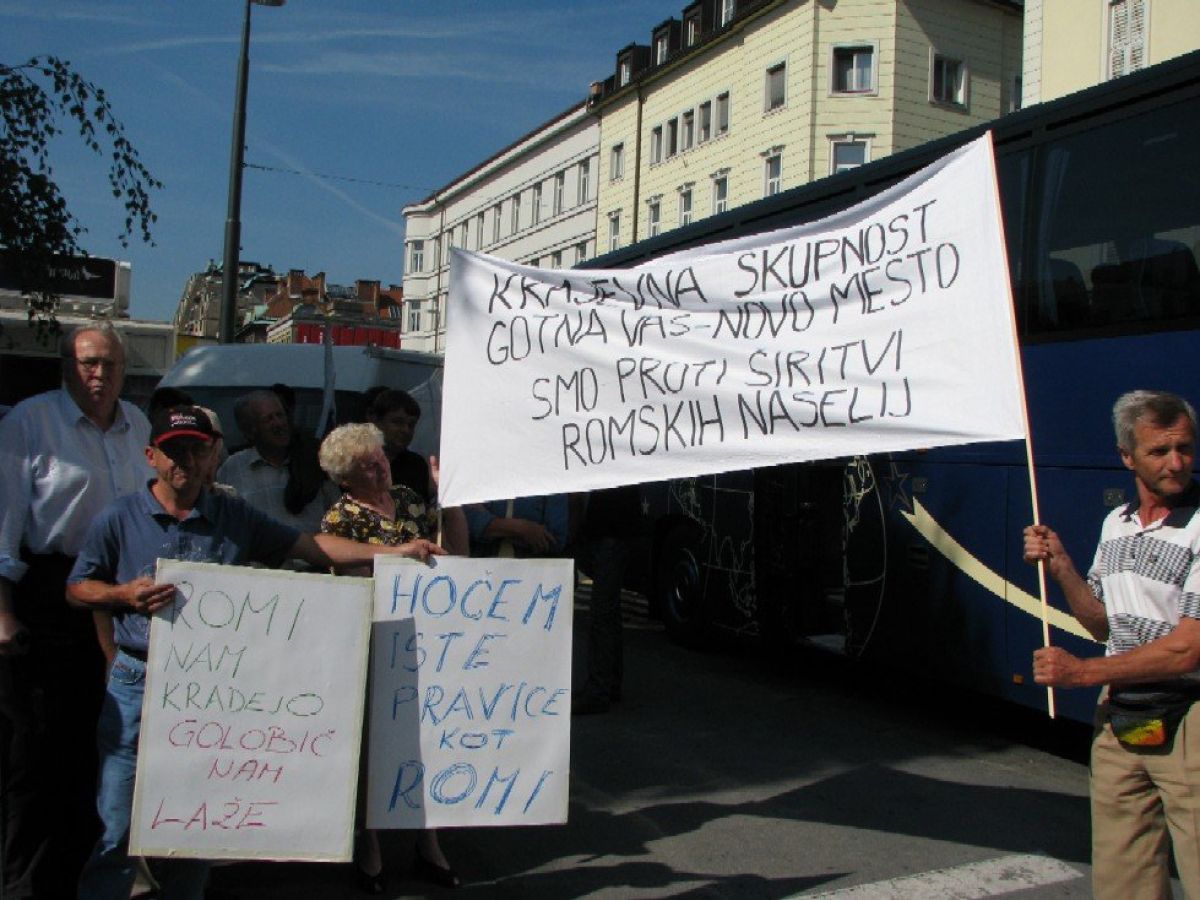 KRAJEVNA SKUPNOST
GOTNA VAS-NOVO MESTO
SMO PROTI ŠIRITVI
ROMSKIH NASELIJ
ROMI
NAM
KRADEJO
GOLOBIČ
NAM
LAŽE
HOČEM
ISTE
PRAVICE
KOT
ROMI